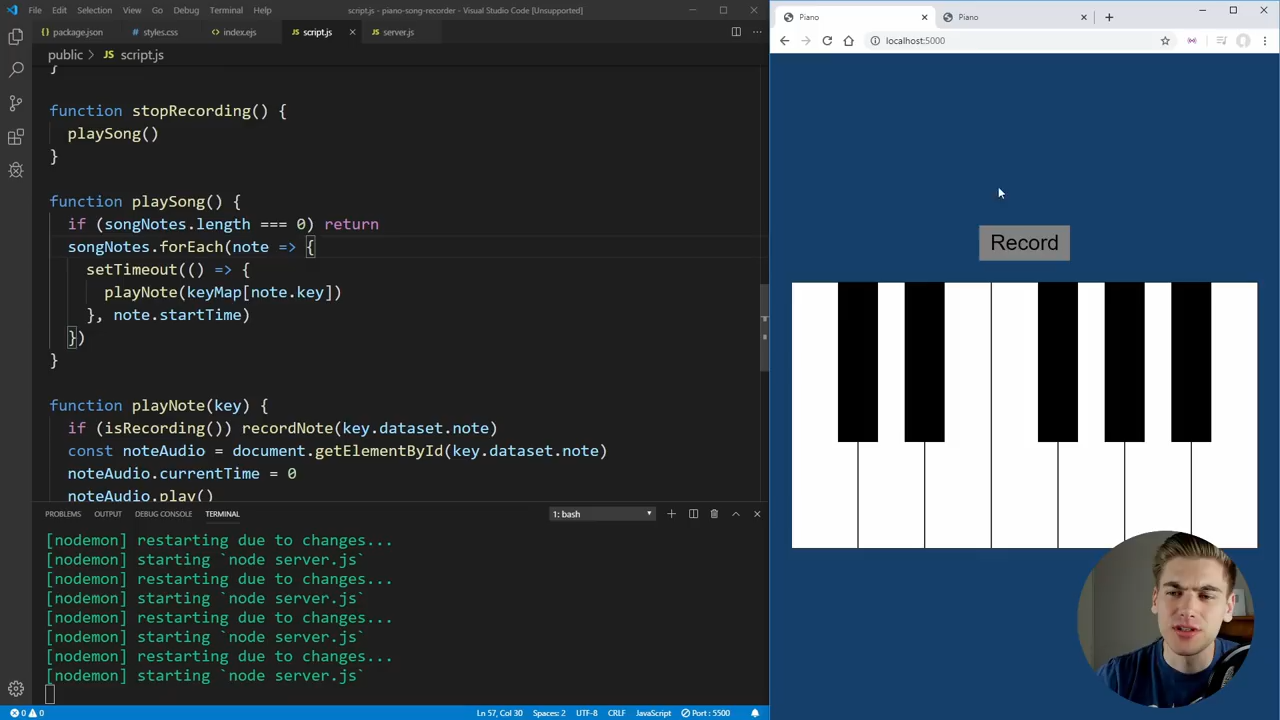 File Edit Selection View Go Debug Terminal Help
script.js - piano-song-recorder - Visual Studio Code [Unsupported]
package.json styles.css index.ejs script.js server.js
public > JS script.js
}
function stopRecording() {
playSong()
}
function playSong() {
if (songNotes.length === 0) return
songNotes.forEach(note => {
setTimeout(() => {
playNote(keyMap[note.key])
}, note.startTime)
})
}
function playNote(key) {
if (isRecording()) recordNote(key.dataset.note)
const noteAudio = document.getElementById(key.dataset.note)
noteAudio.currentTime = 0
noteAudio.play()
PROBLEMS OUTPUT DEBUG CONSOLE TERMINAL 1: bash
[nodemon] restarting due to changes...
[nodemon] starting `node server.js`
[nodemon] restarting due to changes...
[nodemon] starting `node server.js`
[nodemon] restarting due to changes...
[nodemon] starting `node server.js`
[nodemon] restarting due to changes...
[nodemon] starting `node server.js`
0 0 Ln 57, Col 30 Spaces: 2 UTF-8 CRLF JavaScript Port : 5500
Piano Piano
localhost:5000
Record